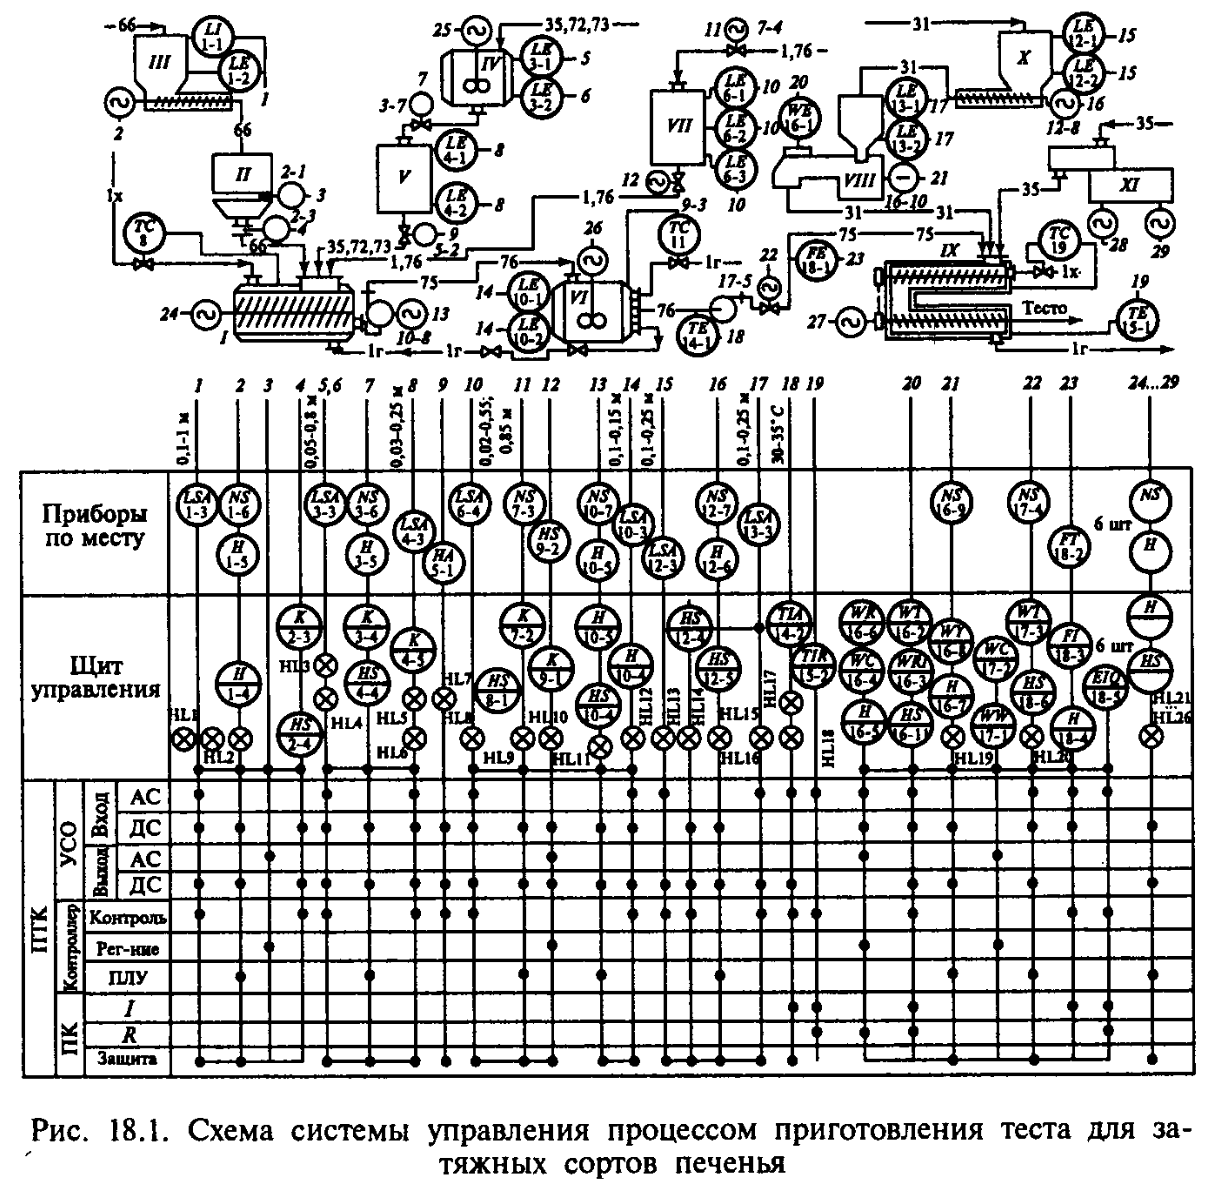 66
III
LI
1-1
LE
1-2
1
2
66
1х
TC
8
II
2-1
3
2-3
4
66
24
I
25
IV
35,72,73
LE
3-1
5
LE
3-2
6
7
3-7
LE
4-1
8
V
LE
4-2
8
9
5-2
35,72,73
1,76
75
76
13
10-8
1г
1г
11
7-4
1,76
LE
6-1
10
VII
LE
6-2
10
LE
6-3
10
12
9-3
1,76
26
14
LE
10-1
VI
14
LE
10-2
TC
11
1г
17-5
76
TE
14-1
18
22
20
WE
16-1
31
LE
13-1
17
LE
13-2
17
VIII
21
16-10
31
31
75
75
FE
18-1
23
27
IX
31
X
LE
12-1
15
LE
12-2
15
16
12-8
35
XI
35
28
29
TC
19
1х
19
TE
15-1
Тесто
1г
1 2 3 4 5,6 7 8 9 10 11 12 13 14 15 16 17 18 19 20 21 22 23 24...29
0,1-1 м
0,05-0,8 м
0,03-0,25 м
0,02-0,55;
0,85 м
0,1-0,15 м
0,1-0,25 м
0,1-0,25 м
30-35°С
Приборы
по месту
LSA
1-3
NS
1-6
H
1-5
LSA
3-3
NS
3-6
H
3-5
LSA
4-3
HA
5-1
LSA
6-4
NS
7-3
HS
9-2
NS
10-7
H
10-5
LSA
10-3
LSA
12-3
NS
12-7
H
12-6
LSA
13-3
NS
16-9
NS
17-4
FT
18-2
6 шт
NS
H
Щит
управления
HL1
HL2
H
1-4
K
2-3
HS
2-4
HL3
HL4
K
3-4
HS
4-4
K
4-3
HL5
HL6
HL7
HL8
HS
8-1
HL9
K
7-2
K
9-1
HL10
HL11
H
10-5
HS
10-4
H
10-4
HL12
HL13
HL14
HS
12-4
HS
12-5
HL15
HL16
HL17
TIA
14-2
TIR
15-2
HL18
WR
16-6
WC
16-4
H
16-5
WT
16-2
WRI
16-3
HS
16-11
WT
16-8
H
16-7
HL19
WC
17-2
WW
17-1
WT
17-3
HS
18-6
HL20
FI
18-3
H
18-4
6 шт
EIQ
18-5
H
HS
HL21
HL26
ПТК
УСО
Вход
АС
ДС
Выход
АС
ДС
Контроллер
Контроль
Рег-ние
ПЛУ
ПК
I
R
Защита
Рис. 18.1. Схема системы управления процессом приготовления теста для за-
тяжных сортов печенья